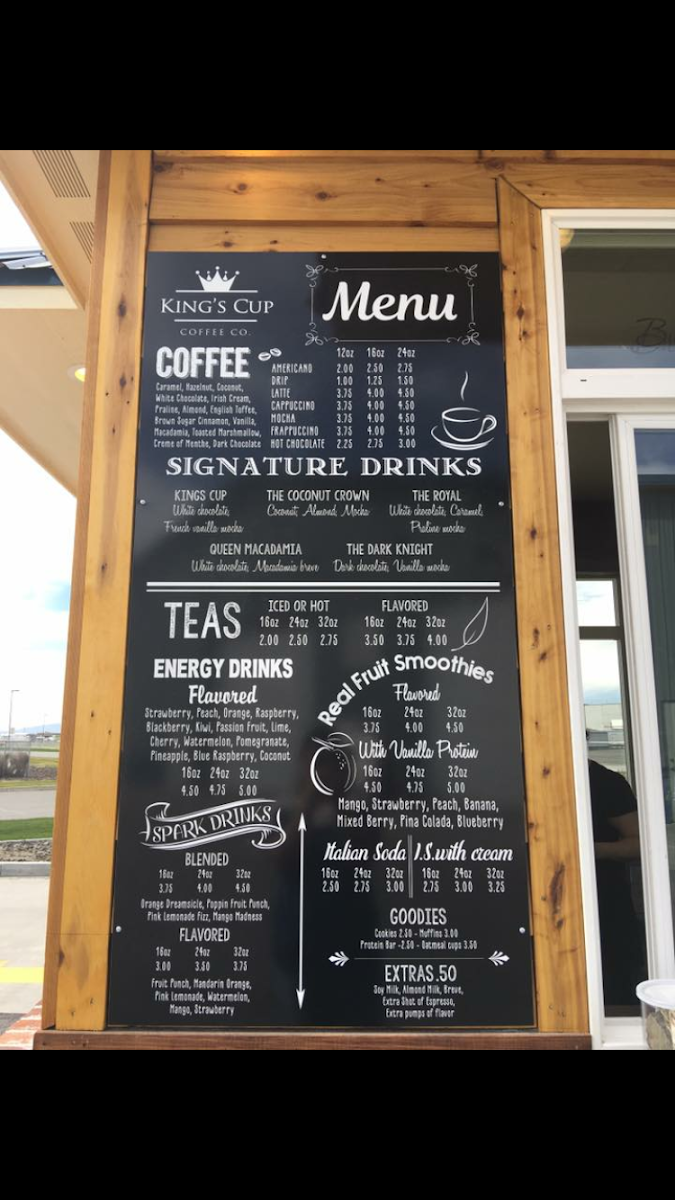 KING'S CUP
COFFEE CO.
Menu
COFFEE
Caramel, Hazelnut, Coconut,
White Chocolate, Irish Cream,
Praline, Almond, English Toffee,
Brown Sugar Cinnamon, Vanilla,
Macadamia, Toasted Marshmallow,
Creme of Menthe, Dark Chocolate
12oz 16oz 24oz
AMERICANO 2.00 2.50 2.75
DRIP 1.00 1.25 1.50
LATTE 3.75 4.00 4.50
CAPPUCCINO 3.75 4.00 4.50
MOCHA 3.75 4.00 4.50
FRAPPUCCINO 3.75 4.00 4.50
HOT CHOCOLATE 2.25 2.75 3.00
SIGNATURE DRINKS
KINGS CUP
White chocolate,
French vanilla mocha
THE COCONUT CROWN
Coconut, Almond, Mocha
THE ROYAL
White chocolate, Caramel,
Praline mocha
QUEEN MACADAMIA
White chocolate, Macadamia breve
THE DARK KNIGHT
Dark chocolate, Vanilla mocha
TEAS
ICED OR HOT
16oz 24oz 32oz
2.00 2.50 2.75
FLAVORED
16oz 24oz 32oz
3.50 3.75 4.00
ENERGY DRINKS
Flavored
Strawberry, Peach, Orange, Raspberry,
Blackberry, Kiwi, Passion Fruit, Lime,
Cherry, Watermelon, Pomegranate,
Pineapple, Blue Raspberry, Coconut
16oz 24oz 32oz
4.50 4.75 5.00
Real Fruit Smoothies
Flavored
16oz 24oz 32oz
3.75 4.00 4.50
With Vanilla Protein
16oz 24oz 32oz
4.50 4.75 5.00
Mango, Strawberry, Peach, Banana,
Mixed Berry, Pina Colada, Blueberry
SPARK DRINKS
BLENDED
16oz 24oz 32oz
3.75 4.00 4.50
Orange Dreamsicle, Poppin Fruit Punch,
Pink Lemonade Fizz, Mango Madness
FLAVORED
16oz 24oz 32oz
3.00 3.50 3.75
Fruit Punch, Mandarin Orange,
Pink Lemonade, Watermelon,
Mango, Strawberry
Italian Soda
16oz 24oz 32oz
2.50 2.75 3.00
I.S. with cream
16oz 24oz 32oz
2.75 3.00 3.25
GOODIES
Cookies 2.50 - Muffins 3.00
Protein Bar -2.50 - Oatmeal cups 3.50
EXTRAS .50
Soy Milk, Almond Milk, Breve,
Extra Shot of Espresso,
Extra pumps of flavor